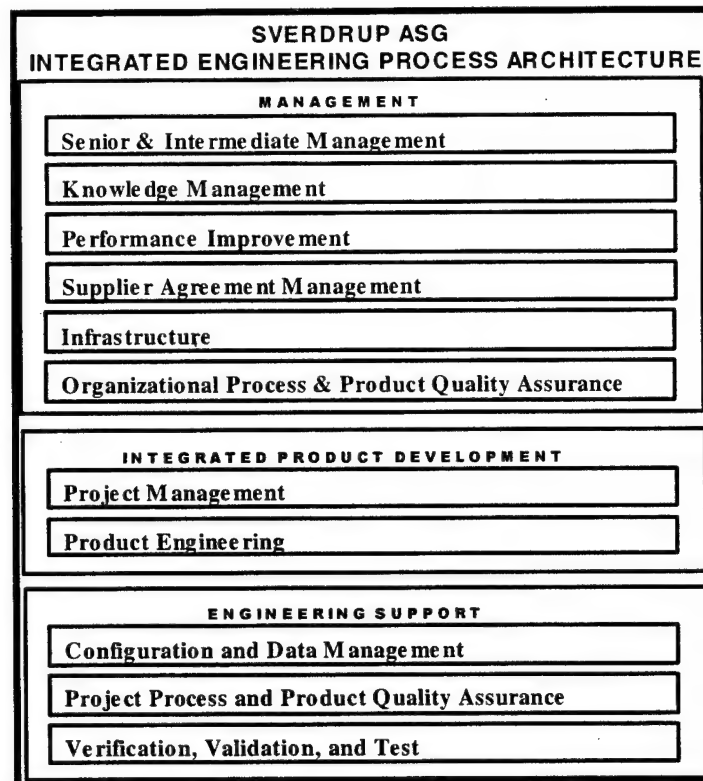 SVERDRUP ASG
INTEGRATED ENGINEERING PROCESS ARCHITECTURE
MANAGEMENT
Senior & Intermediate Management
Knowledge Management
Performance Improvement
Supplier Agreement Management
Infrastructure
Organizational Process & Product Quality Assurance
INTEGRATED PRODUCT DEVELOPMENT
Project Management
Product Engineering
ENGINEERING SUPPORT
Configuration and Data Management
Project Process and Product Quality Assurance
Verification, Validation, and Test